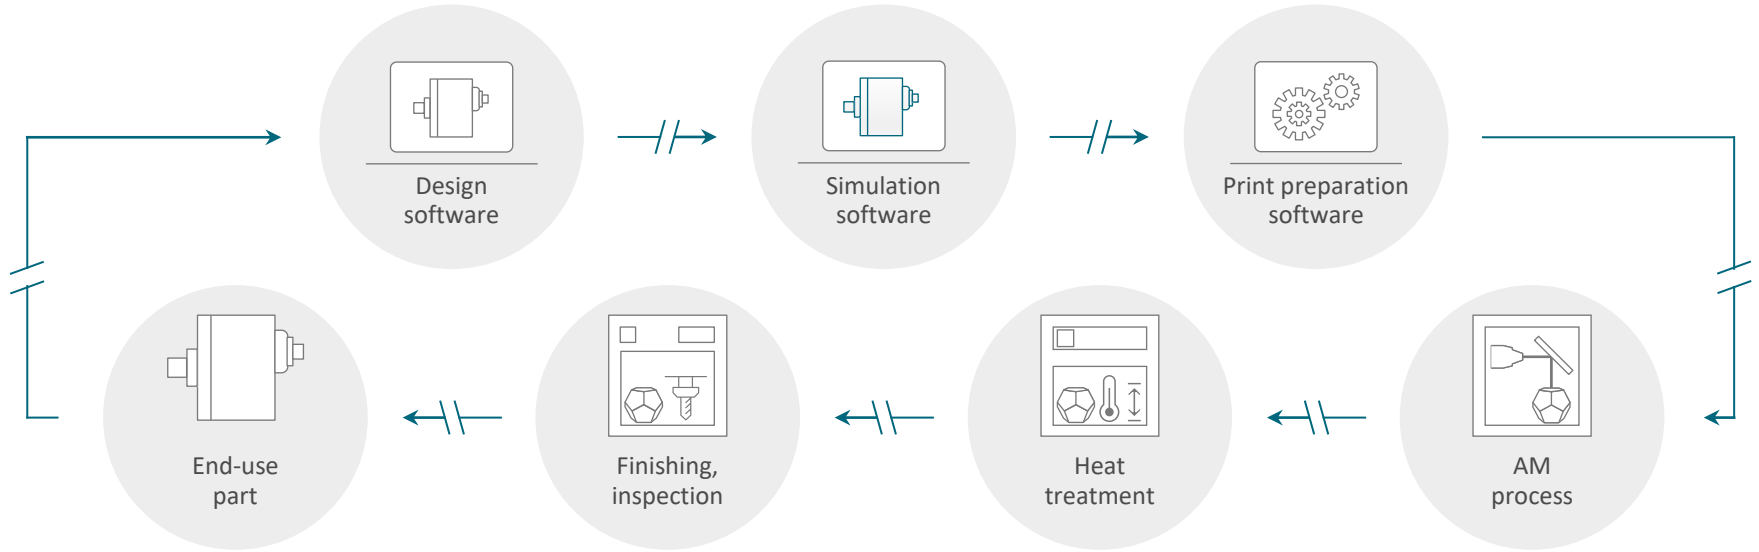 Design
software
Simulation
software
Print preparation
software
End-use
part
Finishing,
inspection
Heat
treatment
AM
process